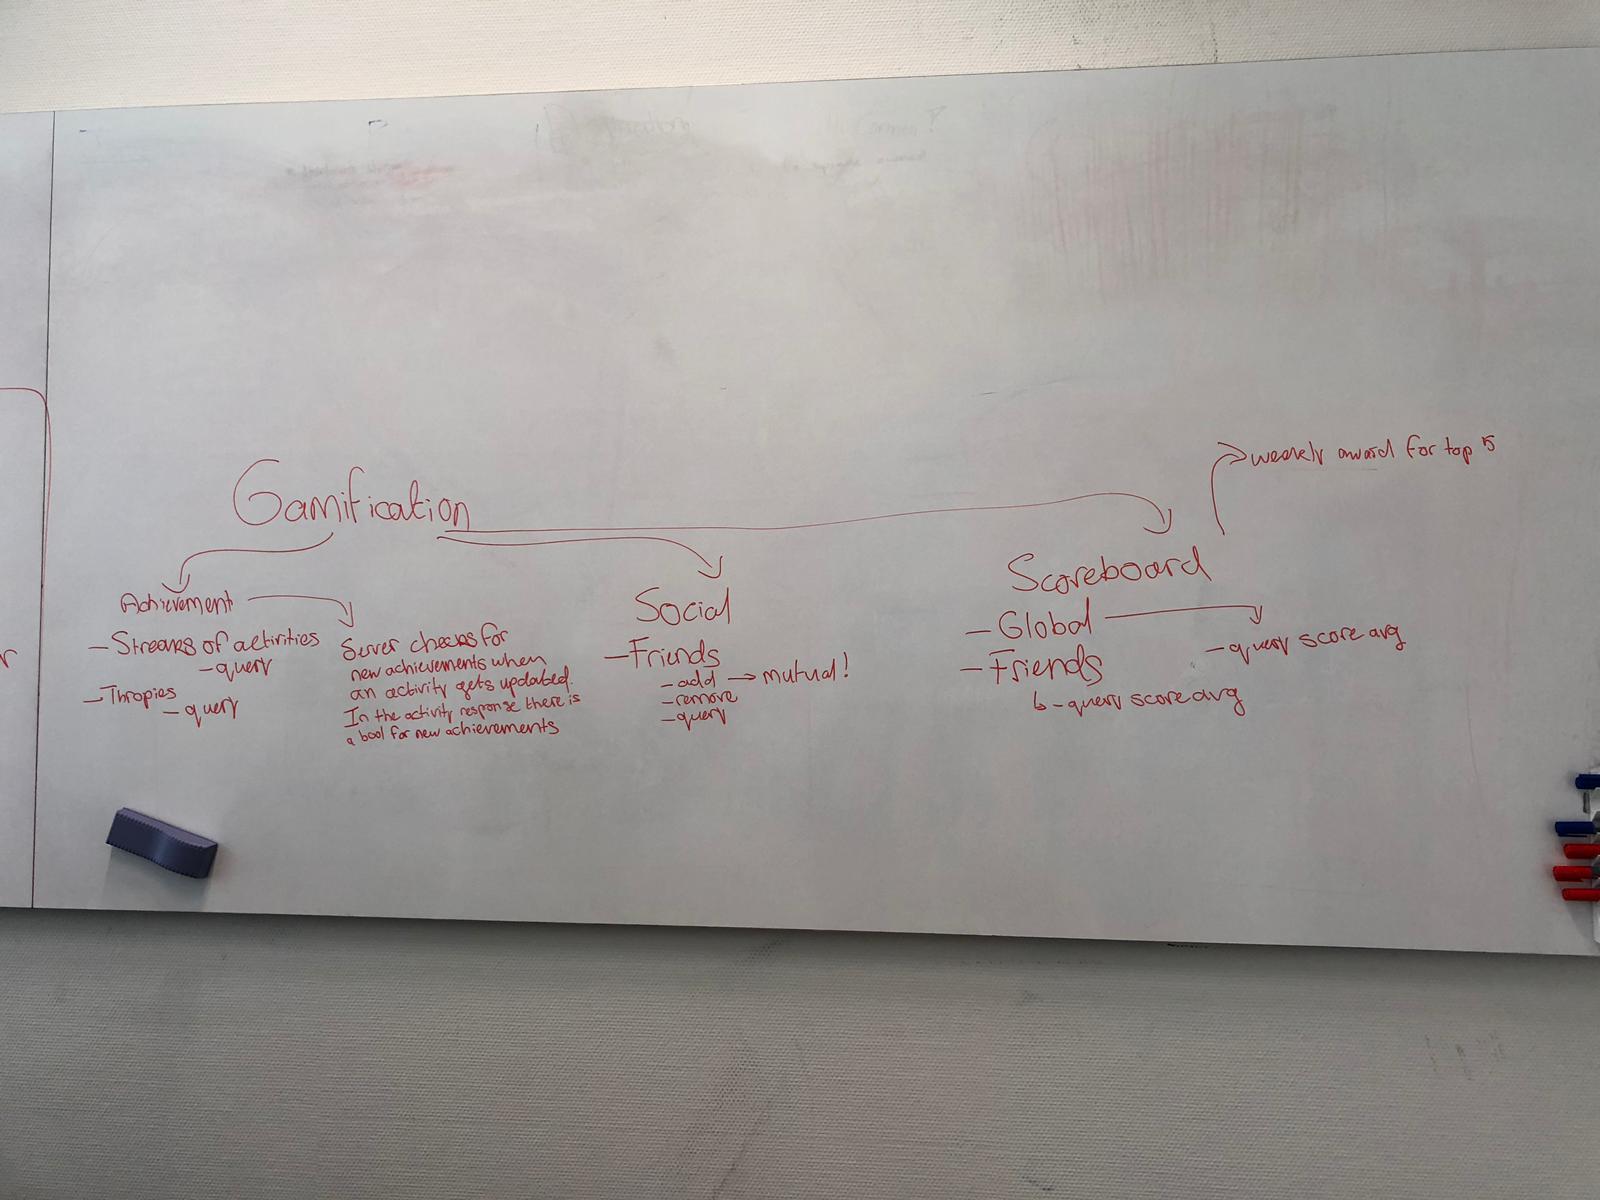 Gamification
Achievement
- Streaks of activities
- query
- Thropies
- query
Server checks for
new achievements when
an activity gets updated.
In the activity response there is
a bool for new achievements
Social
- Friends
- add → mutual!
- remove
- query
weekly award for top 5
Scoreboard
- Global
- query score avg
- Friends
- query score avg